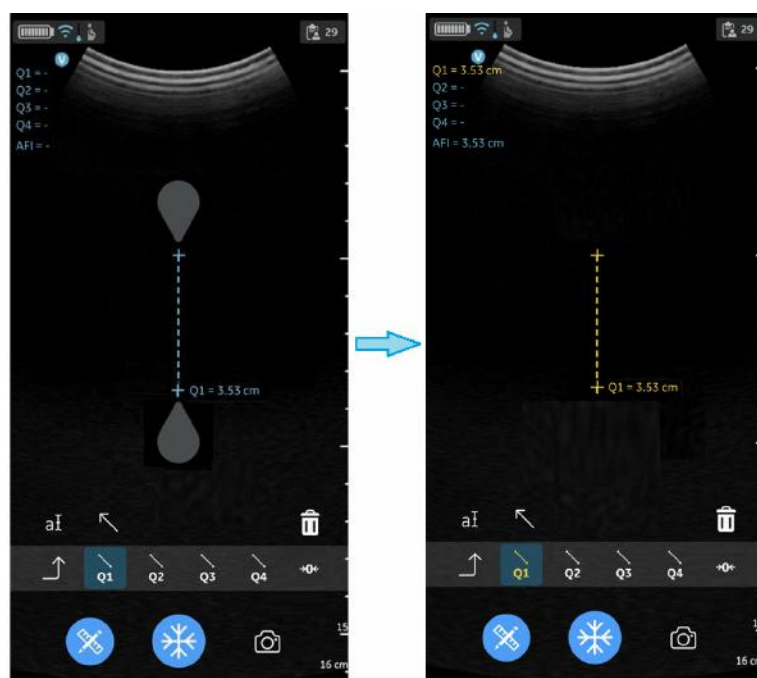 29
V
Q1 = -
Q2 = -
Q3 = -
Q4 = -
AFI = -
Q1 = 3.53 cm
aI
Q1 Q2 Q3 Q4 0
15
16 cm
29
V
Q1 = 3.53 cm
Q2 = -
Q3 = -
Q4 = -
AFI = 3.53 cm
Q1 = 3.53 cm
aI
Q1 Q2 Q3 Q4 0
16 cm